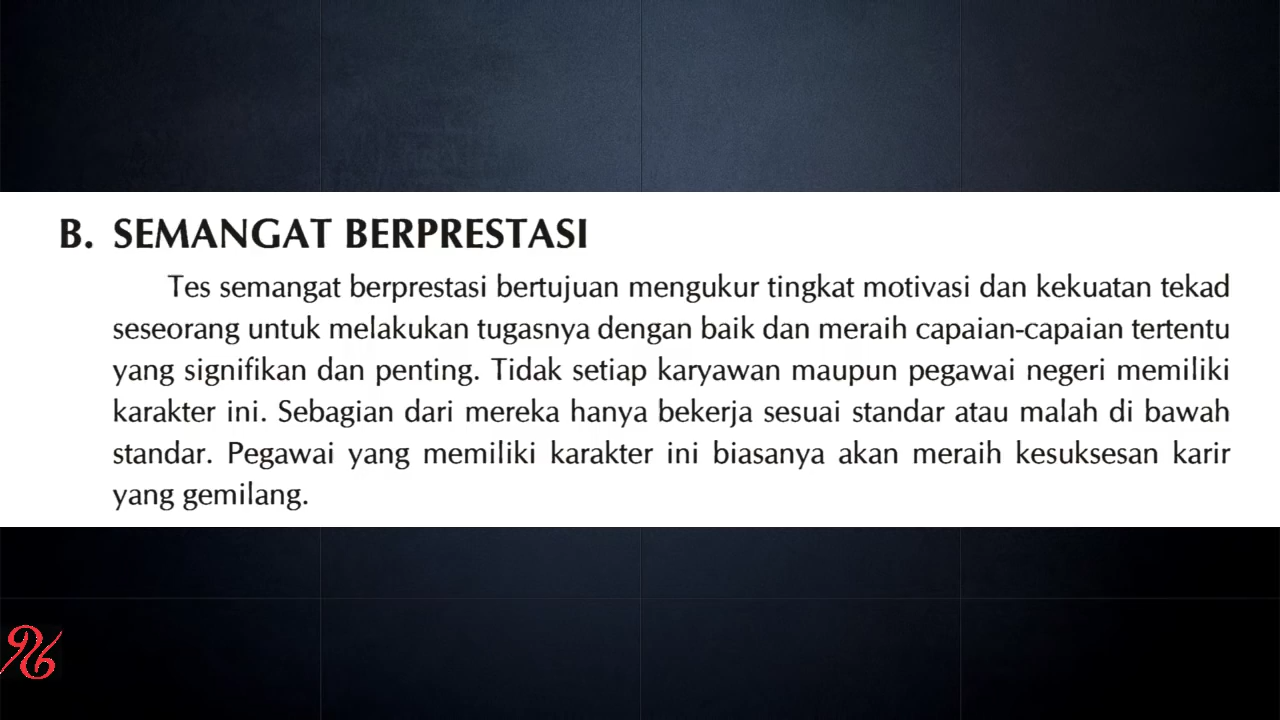 B. SEMANGAT BERPRESTASI
Tes semangat berprestasi bertujuan mengukur tingkat motivasi dan kekuatan tekad
seseorang untuk melakukan tugasnya dengan baik dan meraih capaian-capaian tertentu
yang signifikan dan penting. Tidak setiap karyawan maupun pegawai negeri memiliki
karakter ini. Sebagian dari mereka hanya bekerja sesuai standar atau malah di bawah
standar. Pegawai yang memiliki karakter ini biasanya akan meraih kesuksesan karir
yang gemilang.